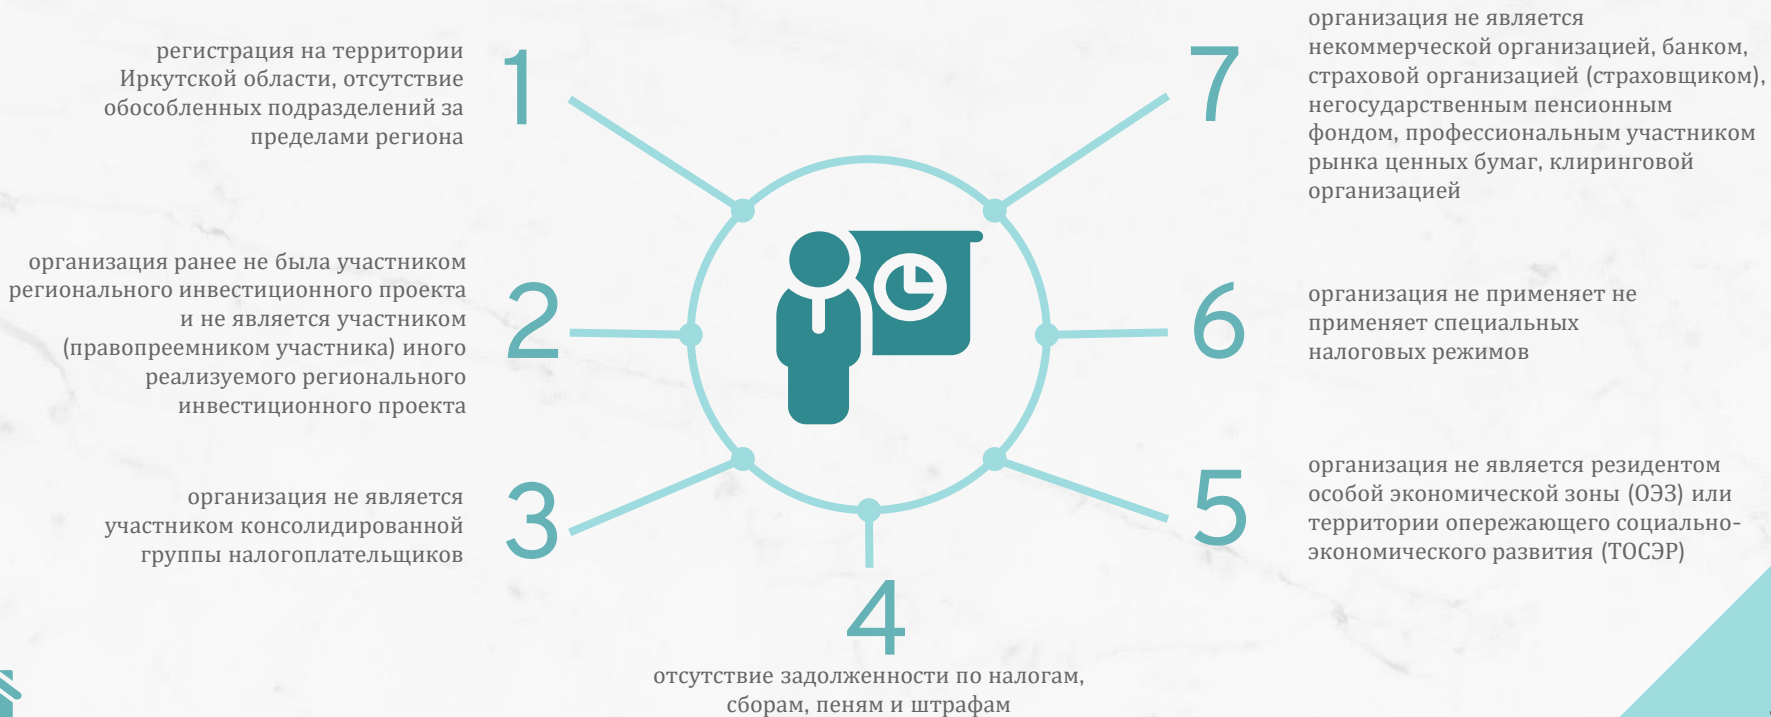 1
регистрация на территории
Иркутской области, отсутствие
обособленных подразделений за
пределами региона
2
организация ранее не была участником
регионального инвестиционного проекта
и не является участником
(правопреемником участника) иного
реализуемого регионального
инвестиционного проекта
3
организация не является
участником консолидированной
группы налогоплательщиков
4
отсутствие задолженности по налогам,
сборам, пеням и штрафам
5
организация не является резидентом
особой экономической зоны (ОЭЗ) или
территории опережающего социально-
экономического развития (ТОСЭР)
6
организация не применяет не
применяет специальных
налоговых режимов
7
организация не является
некоммерческой организацией, банком,
страховой организацией (страховщиком),
негосударственным пенсионным
фондом, профессиональным участником
рынка ценных бумаг, клиринговой
организацией